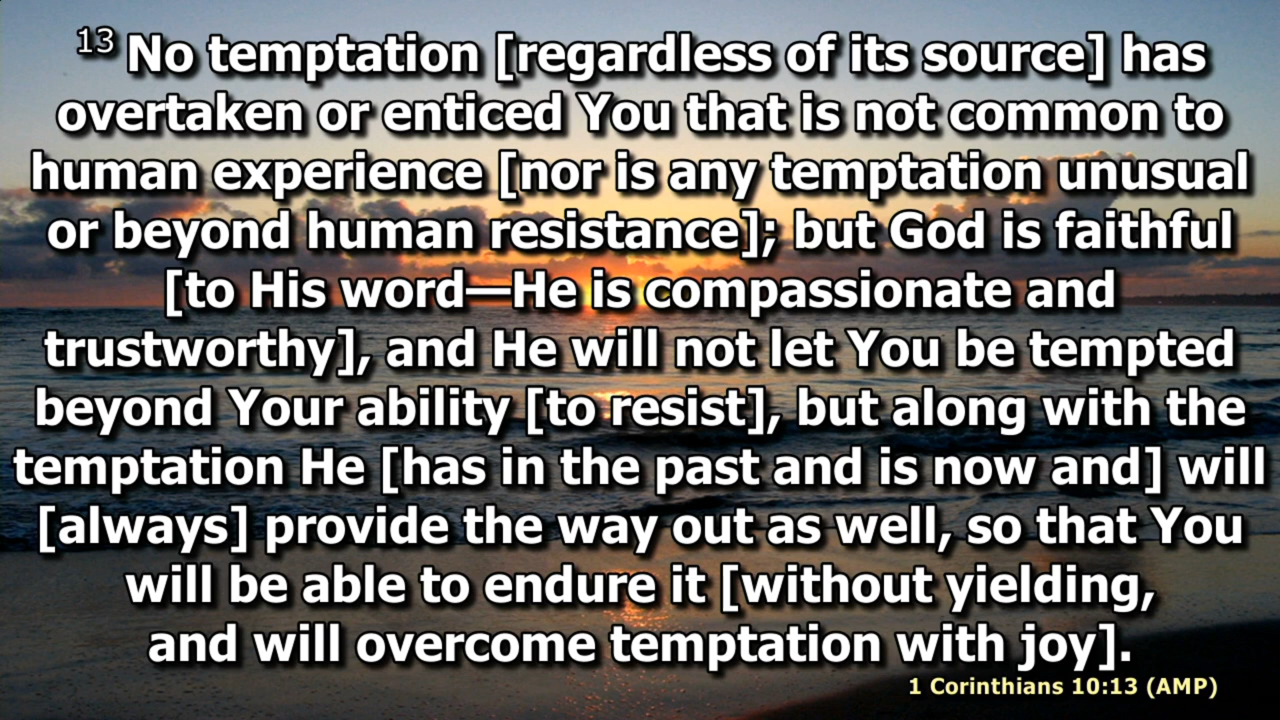 13 No temptation [regardless of its source] has
overtaken or enticed You that is not common to
human experience [nor is any temptation unusual
or beyond human resistance]; but God is faithful
[to His word—He is compassionate and
trustworthy], and He will not let You be tempted
beyond Your ability [to resist], but along with the
temptation He [has in the past and is now and] will
[always] provide the way out as well, so that You
will be able to endure it [without yielding,
and will overcome temptation with joy].
1 Corinthians 10:13 (AMP)